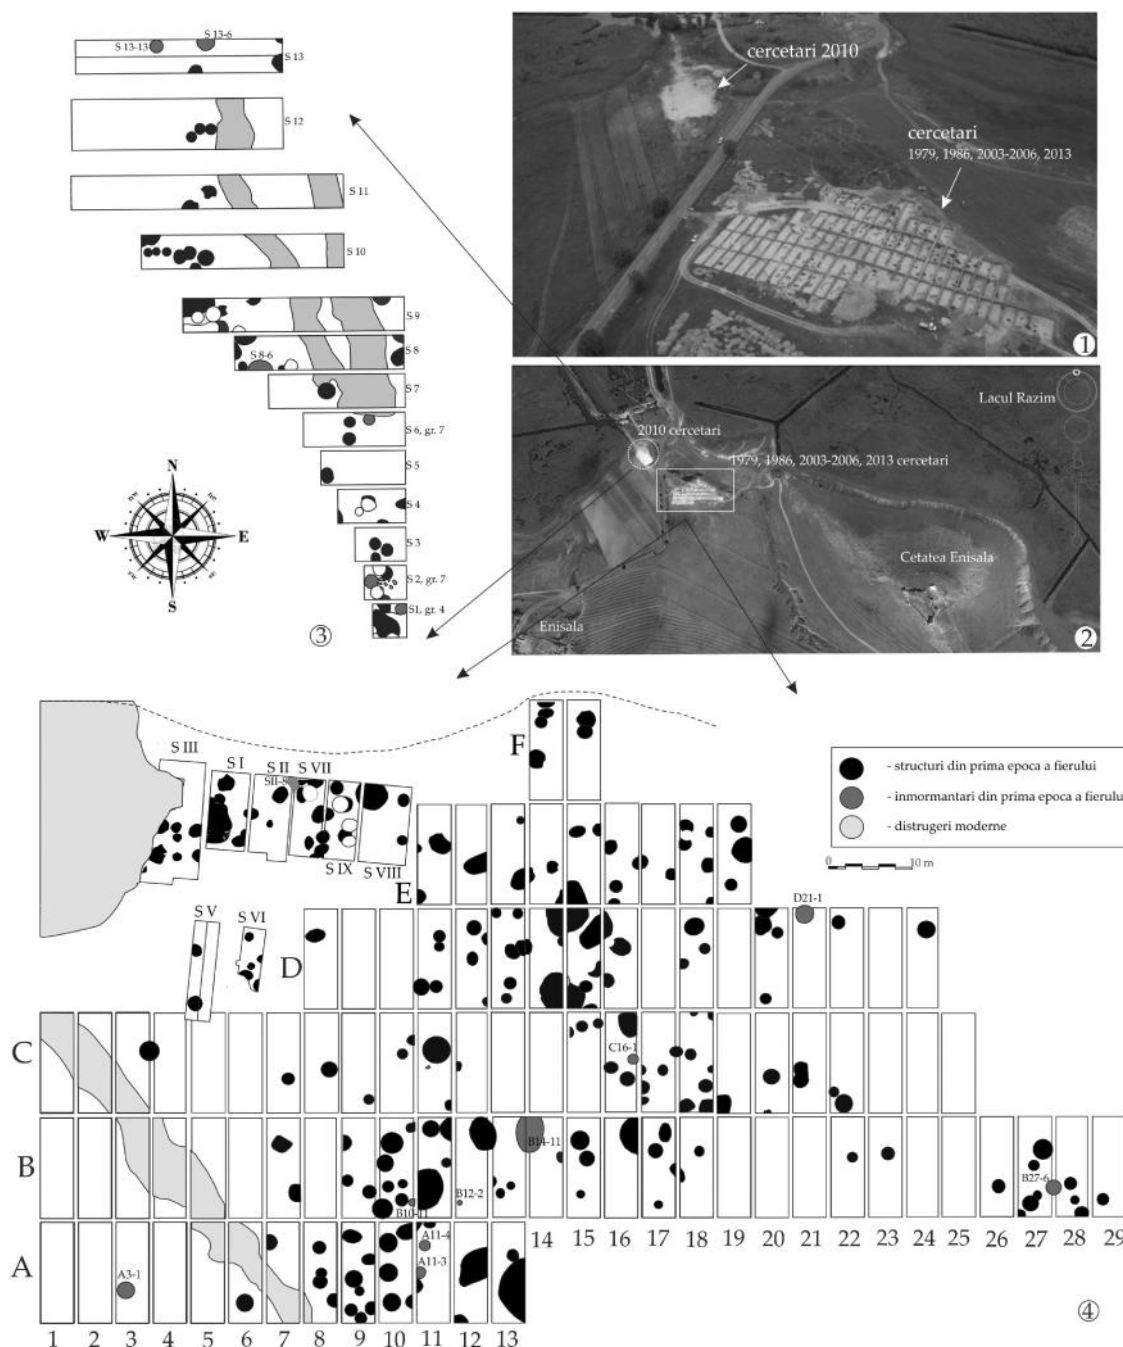 S 13-6
S 13-13
S 13
S 12
S 11
S 10
S 9
S 8-6
S 8
S 7
S 6, gr. 7
S 5
S 4
S 3
S 2, gr. 7
S1, gr. 4
N
nw
ne
W
E
sw
se
S
③
cercetari 2010
cercetari
1979, 1986, 2003-2006, 2013
①
Lacul Razim
2010 cercetari
1979, 1986, 2003-2006, 2013 cercetari
Cetatea Enisala
Enisala
②
F
S III
S I
S II
S VII
S IX
S VIII
E
- structuri din prima epoca a fierului
- inmormantari din prima epoca a fierului
- distrugeri moderne
0
10 m
S V
S VI
D
D21-1
C
C16-1
B
B10-11
B12-2
B14-11
B27-6
14 15 16 17 18 19 20 21 22 23 24 25 26 27 28 29
A
A3-1
A11-4
A11-3
④
1 2 3 4 5 6 7 8 9 10 11 12 13